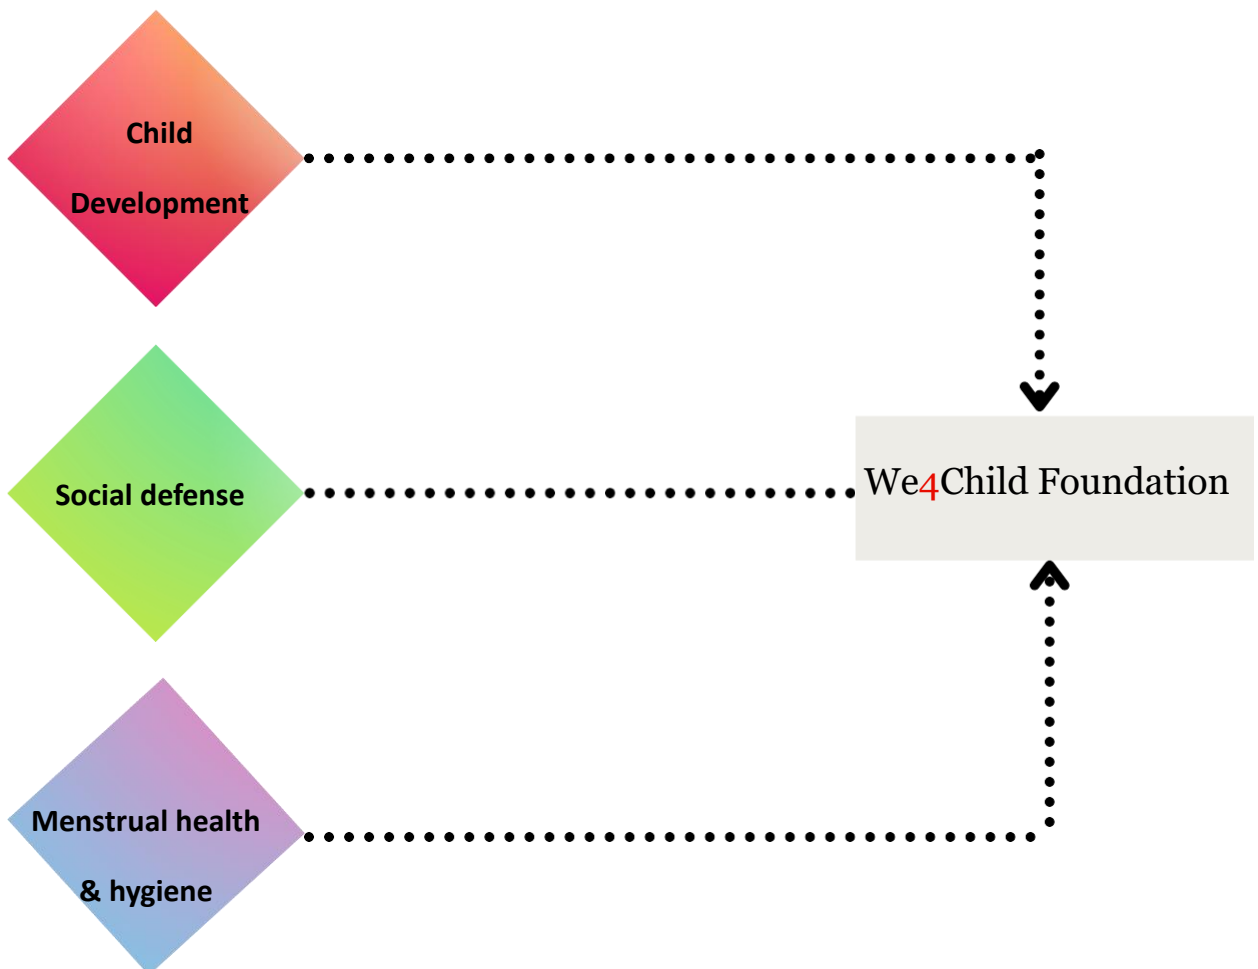 Child
Development
Social defense
We4Child Foundation
Menstrual health
& hygiene